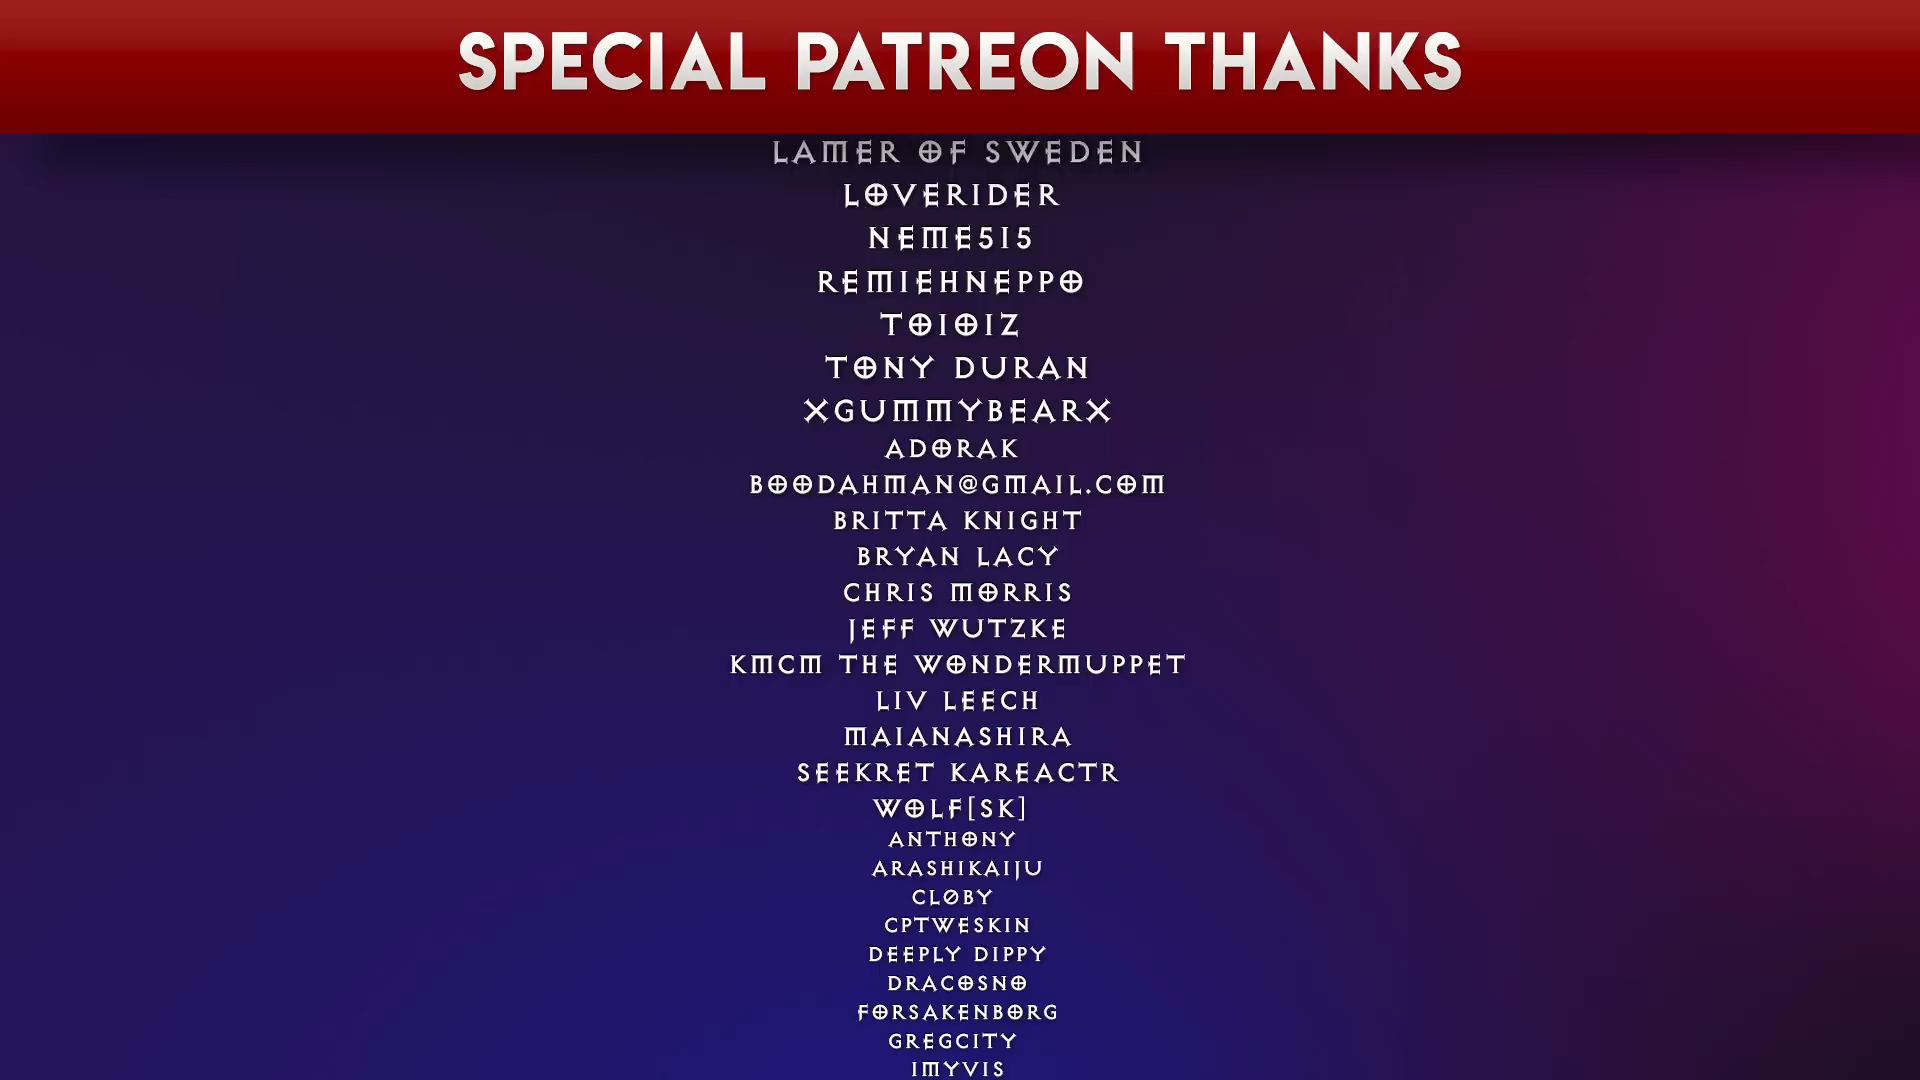 SPECIAL PATREON THANKS
LAMER OF SWEDEN
LOVERIDER
NEME5I5
REMIEHNEPPO
TOIOIZ
TONY DURAN
XGUMMYBEARX
ADORAK
BOODAHMAN@GMAIL.COM
BRITTA KNIGHT
BRYAN LACY
CHRIS MORRIS
JEFF WUTZKE
KMCM THE WONDERMUPPET
LIV LEECH
MAIANASHIRA
SEEKRET KAREACTR
WOLF[SK]
ANTHONY
ARASHIKAIJU
CLØBY
CPTWESKIN
DEEPLY DIPPY
DRACOSNO
FORSAKENBORG
GREGCITY
IMYVIS